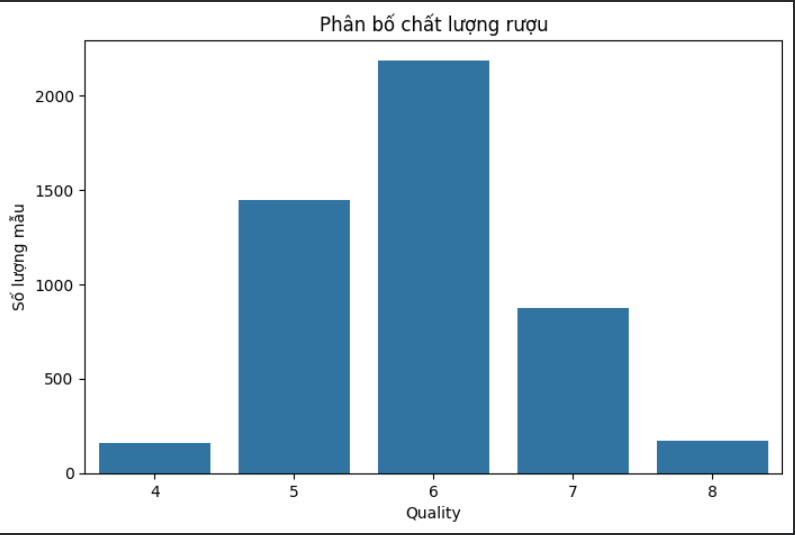 Phân bố chất lượng rượu
2000
1500
1000
500
0
Số lượng mẫu
4 5 6 7 8
Quality